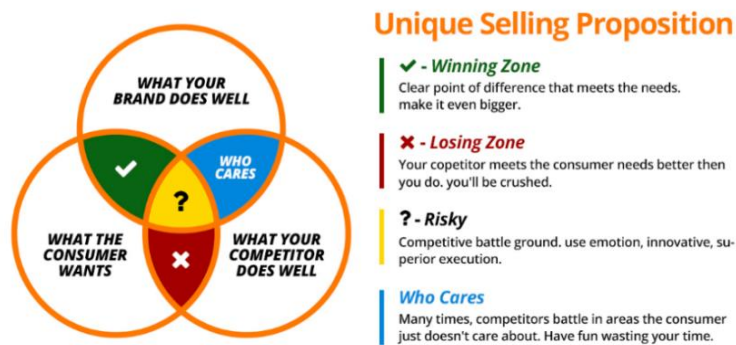 Unique Selling Proposition
WHAT YOUR
BRAND DOES WELL
WHO
CARES
?
WHAT THE
CONSUMER
WANTS
WHAT YOUR
COMPETITOR
DOES WELL
✔ - Winning Zone
Clear point of difference that meets the needs.
make it even bigger.
✖ - Losing Zone
Your copetitor meets the consumer needs better then
you do. you'll be crushed.
? - Risky
Competitive battle ground. use emotion, innovative, su-
perior execution.
Who Cares
Many times, competitors battle in areas the consumer
just doesn't care about. Have fun wasting your time.